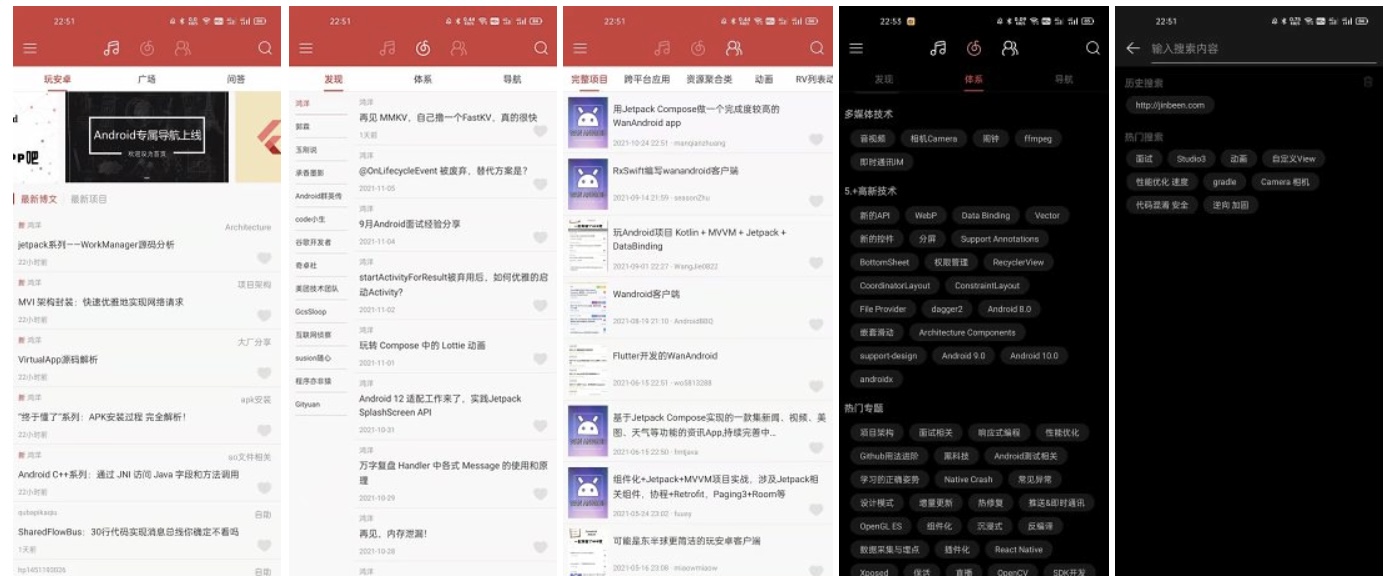 22:51
玩安卓 广场 问答
Android专属导航上线
欢迎设为首页
最新博文 最新项目
新 鸿洋 Architecture
jetpack系列——WorkManager源码分析
22小时前
新 鸿洋 项目架构
MVI 架构封装：快速优雅地实现网络请求
22小时前
新 鸿洋 大厂分享
VirtualApp源码解析
22小时前
新 鸿洋 apk安装
“终于懂了”系列：APK安装过程 完全解析！
22小时前
新 鸿洋 so文件相关
Android C++系列：通过 JNI 访问 Java 字段和方法调用
22小时前
自助
SharedFlowBus：30行代码实现消息总线你确定不看吗
1天前
自助
22:51
发现 体系 导航
鸿洋
郭霖
玉刚说
承香墨影
Android群英传
code小生
谷歌开发者
奇卓社
美团技术团队
GcsSloop
互联网侦察
susion随心
程序亦非猿
Gityuan
鸿洋
再见 MMKV，自己撸一个FastKV，真的很快
1天前
鸿洋
@OnLifecycleEvent 被废弃，替代方案是?
2021-11-05
鸿洋
9月Android面试经验分享
2021-11-04
鸿洋
startActivityForResult被弃用后，如何优雅的启
动Activity?
2021-11-02
鸿洋
玩转 Compose 中的 Lottie 动画
2021-11-01
鸿洋
Android 12 适配工作来了，实践Jetpack
SplashScreen API
2021-10-31
鸿洋
万字复盘 Handler 中各式 Message 的使用和原
理
2021-10-29
鸿洋
再见，内存泄漏！
2021-10-28
鸿洋
22:51
完整项目 跨平台应用 资源聚合类 动画 RV列表动
用Jetpack Compose做一个完成度较高的
WanAndroid app
2021-10-24 22:51 · manqianzhuang
RxSwift编写wanandroid客户端
2021-09-14 21:59 · seasonZhu
玩Android项目 Kotlin + MVVM + Jetpack +
DataBinding
2021-09-01 22:27 · WangJie0822
Wandroid客户端
2021-08-19 21:10 · AndroidBBQ
Flutter开发的WanAndroid
2021-06-15 22:51 · wo5813288
基于Jetpack Compose实现的一款集新闻、视频、美
图、天气等功能的资讯App,持续完善中...
2021-06-15 22:50 ·
组件化+Jetpack+MVVM项目实战，涉及Jetpack相
关组件，协程+Retrofit，Paging3+Room等
2021-05-24 23:02 ·
可能是东半球更简洁的玩安卓客户端
2021-05-16 23:06 · miaowmiaow
22:53
发现 体系 导航
多媒体技术
音视频 相机Camera 闹钟 ffmpeg
即时通讯IM
5.+高新技术
新的API WebP Data Binding Vector
新的控件 分屏 Support Annotations
BottomSheet 权限管理 RecyclerView
CoordinatorLayout ConstraintLayout
File Provider dagger2 Android 8.0
嵌套滑动 Architecture Components
support-design Android 9.0 Android 10.0
androidx
热门专题
项目架构 面试相关 响应式编程 性能优化
Github用法进阶 黑科技 Android测试相关
学习的正确姿势 Native Crash 常见异常
设计模式 增量更新 热修复 推送&即时通讯
OpenGL ES 组件化 沉浸式 反编译
数据采集与埋点 插件化 React Native
Xposed 保活 直播 OpenCV SDK开发
22:51
输入搜索内容
历史搜索
http://jinbeen.com
热门搜索
面试 Studio3 动画 自定义View
性能优化 速度 gradle Camera 相机
代码混淆 安全 逆向 加固